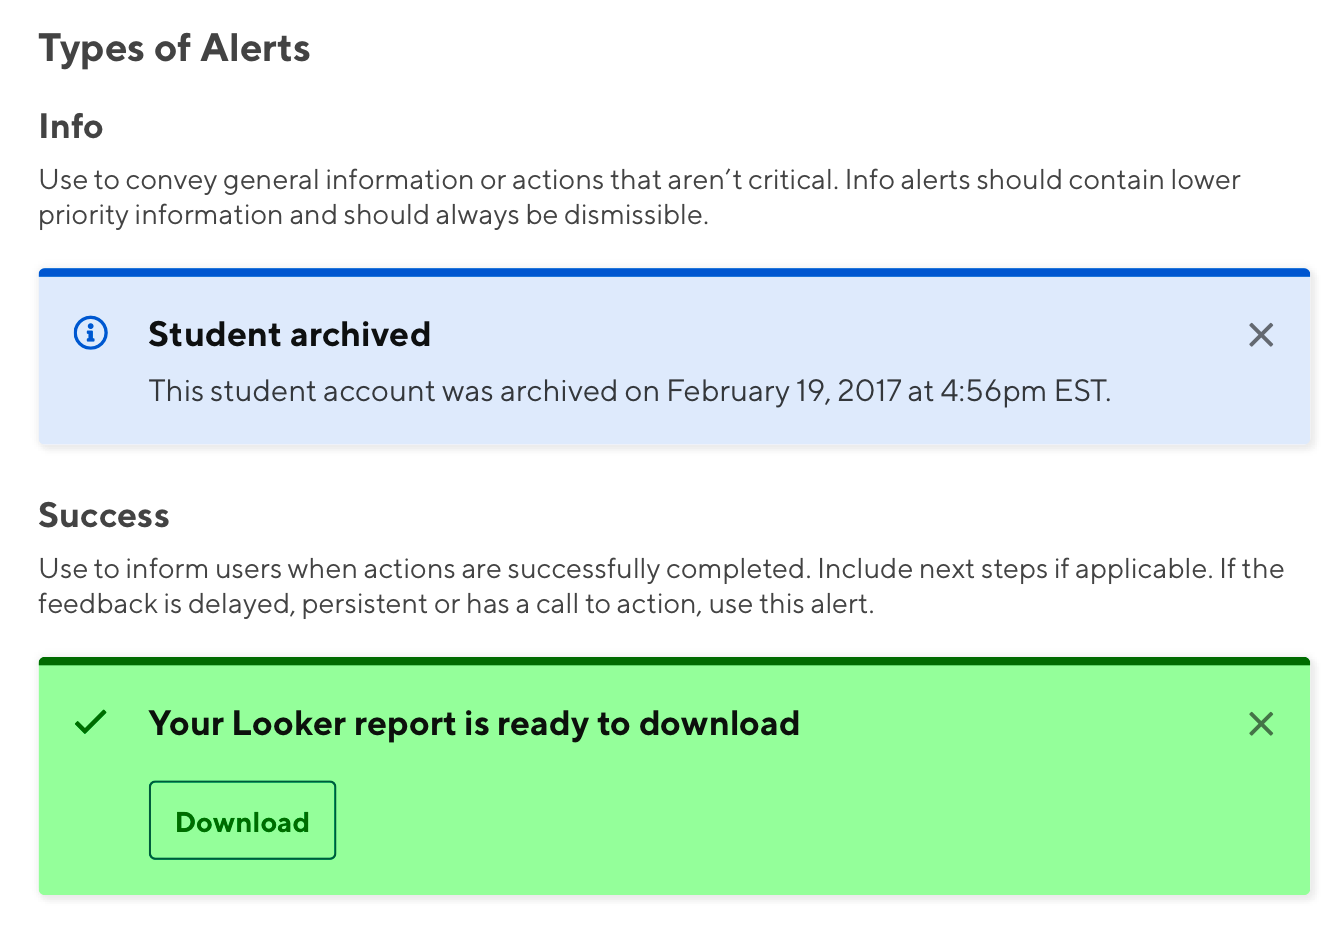 Types of Alerts
Info
Use to convey general information or actions that aren’t critical. Info alerts should contain lower
priority information and should always be dismissible.
Student archived
This student account was archived on February 19, 2017 at 4:56pm EST.
Success
Use to inform users when actions are successfully completed. Include next steps if applicable. If the
feedback is delayed, persistent or has a call to action, use this alert.
Your Looker report is ready to download
Download